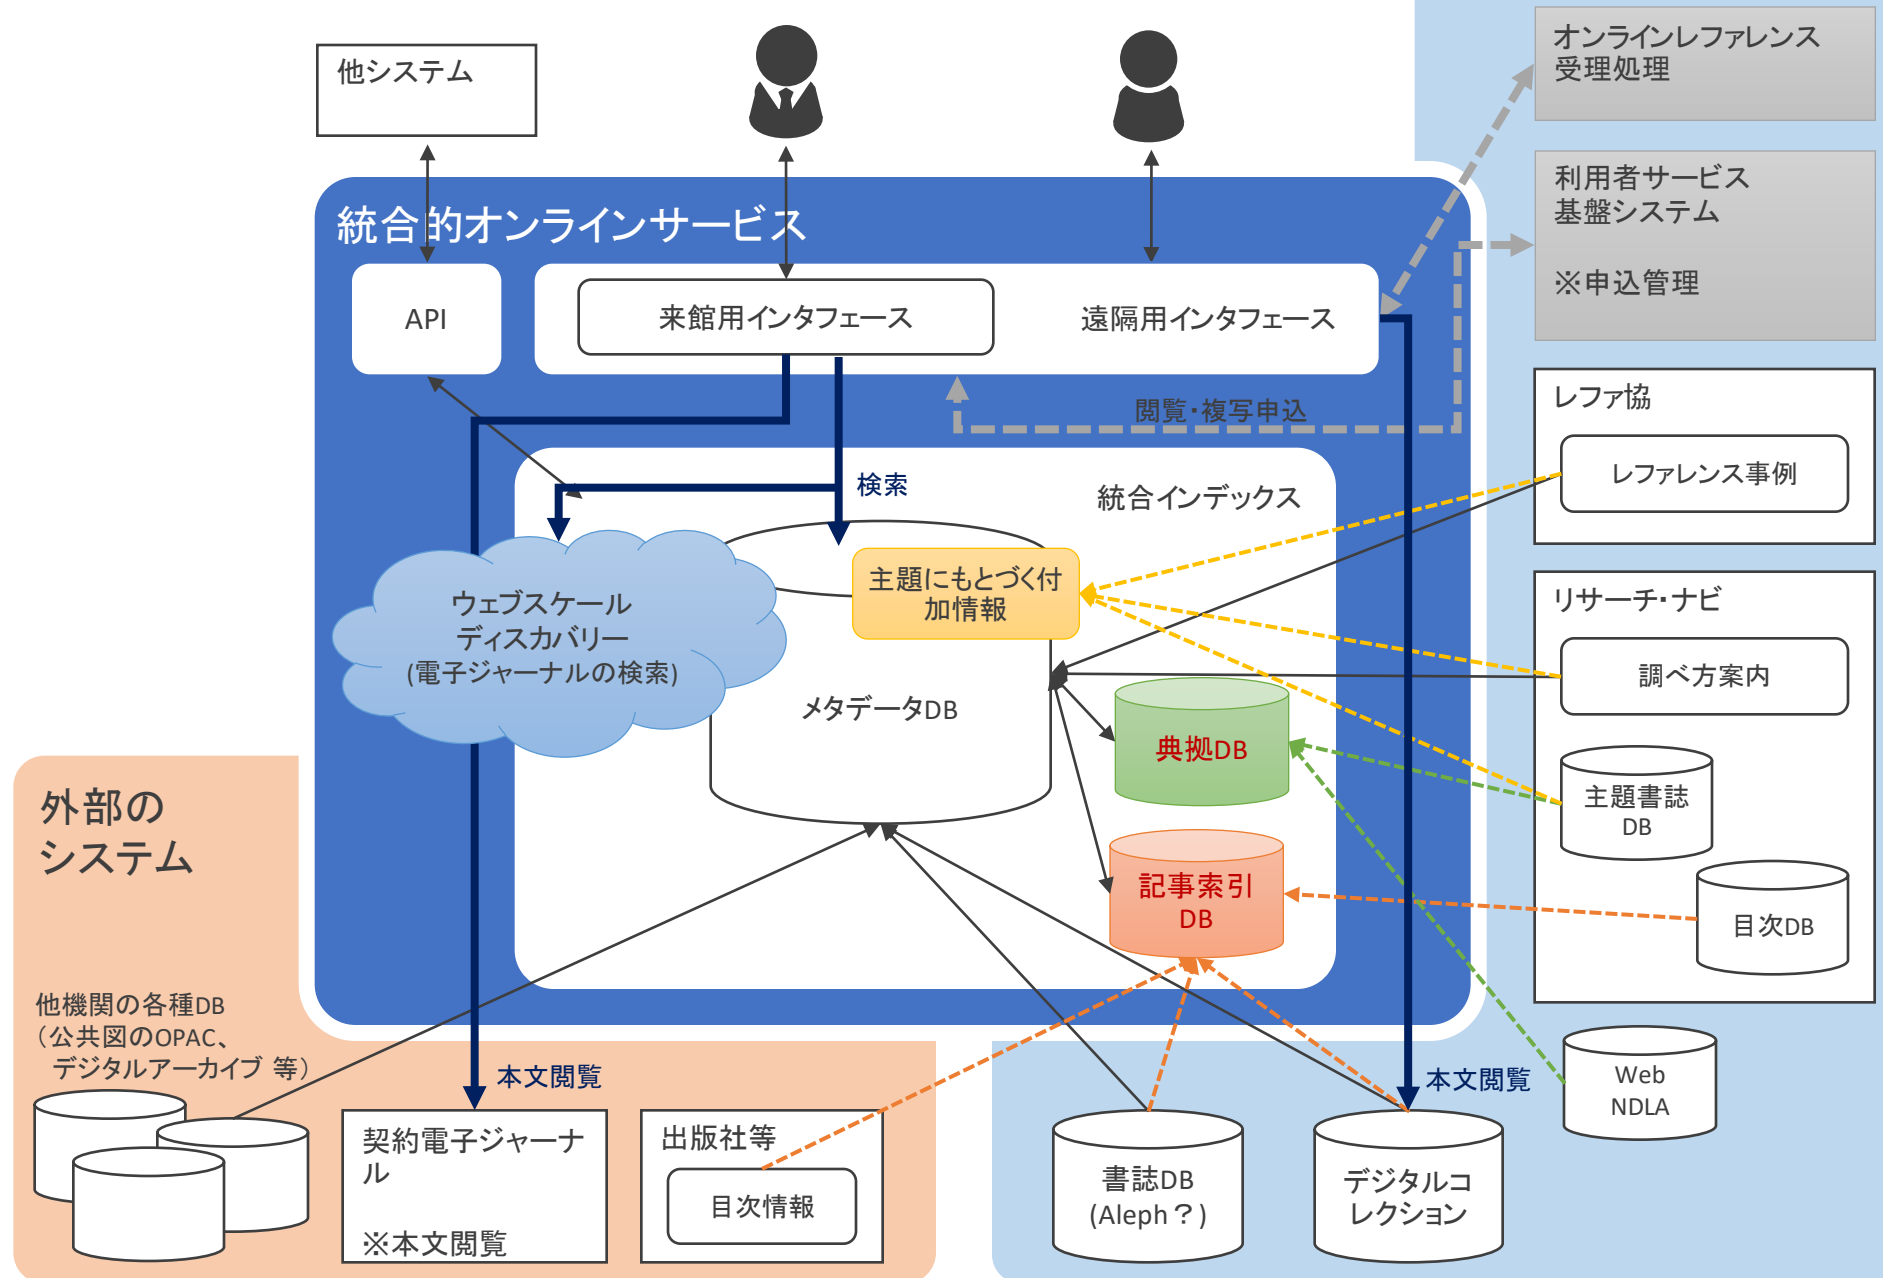 他システム
オンラインレファレンス
受理処理
利用者サービス
基盤システム
※申込管理
統合的オンラインサービス
API
来館用インタフェース
遠隔用インタフェース
閲覧・複写申込
検索
統合インデックス
レファ協
レファレンス事例
主題にもとづく付
加情報
ウェブスケール
ディスカバリー
(電子ジャーナルの検索)
メタデータDB
リサーチ・ナビ
調べ方案内
典拠DB
主題書誌
DB
記事索引
DB
目次DB
外部の
システム
他機関の各種DB
（公共図のOPAC、
デジタルアーカイブ 等）
本文閲覧
本文閲覧
Web
NDLA
契約電子ジャーナ
ル
※本文閲覧
出版社等
目次情報
書誌DB
(Aleph？)
デジタルコ
レクション